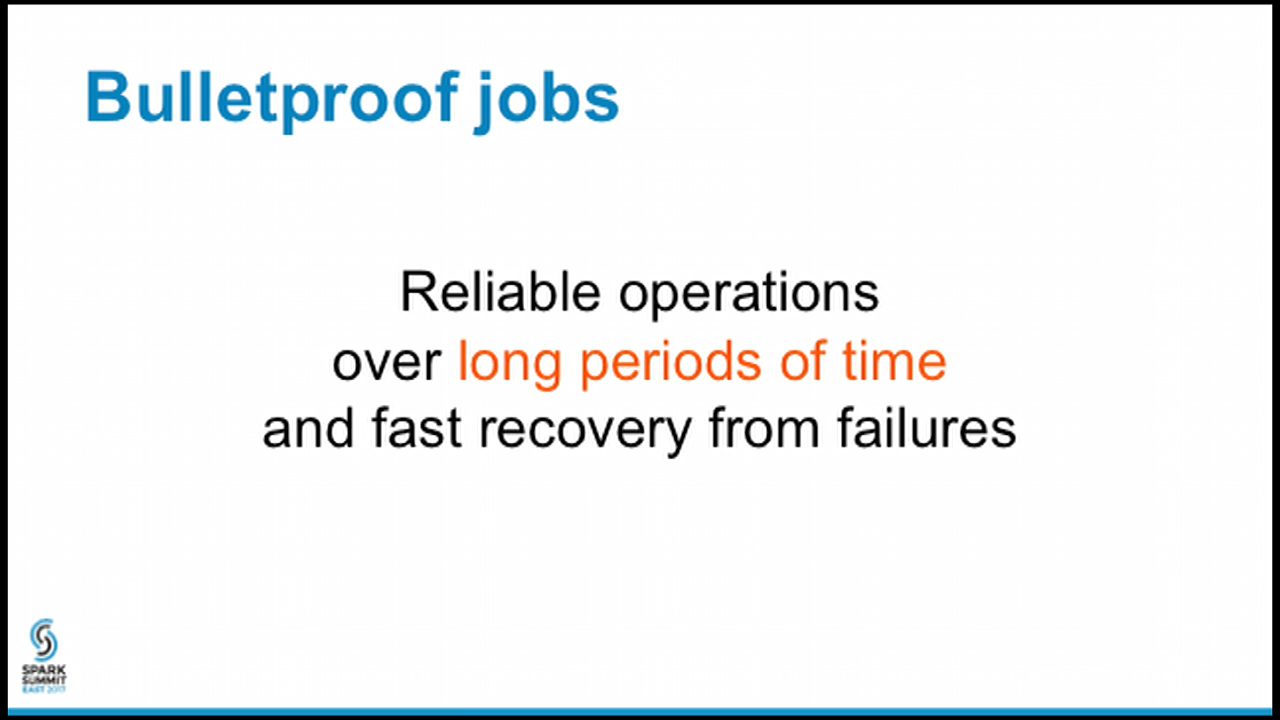 Bulletproof jobs
Reliable operations
over long periods of time
and fast recovery from failures
SPARK
SUMMIT
EAST 2017